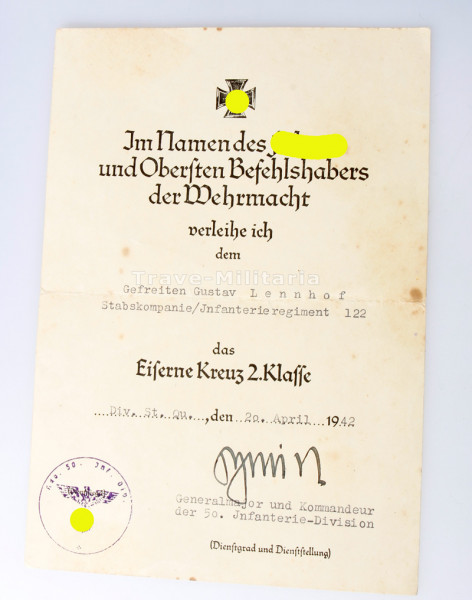 Im Namen des
und Obersten Befehlshabers
der Wehrmacht
verleihe ich
dem
Trave-Militaria
Gefreiten Gustav Lennhof
Stabskompanie/Jnfanterieregiment 122
das
Eiserne Kreuz 2.Klasse
Div. St. Qu. , den 20. April 1942
Generalmajor und Kommandeur
der 50. Jnfanterie-Division
(Dienstgrad und Dienststellung)